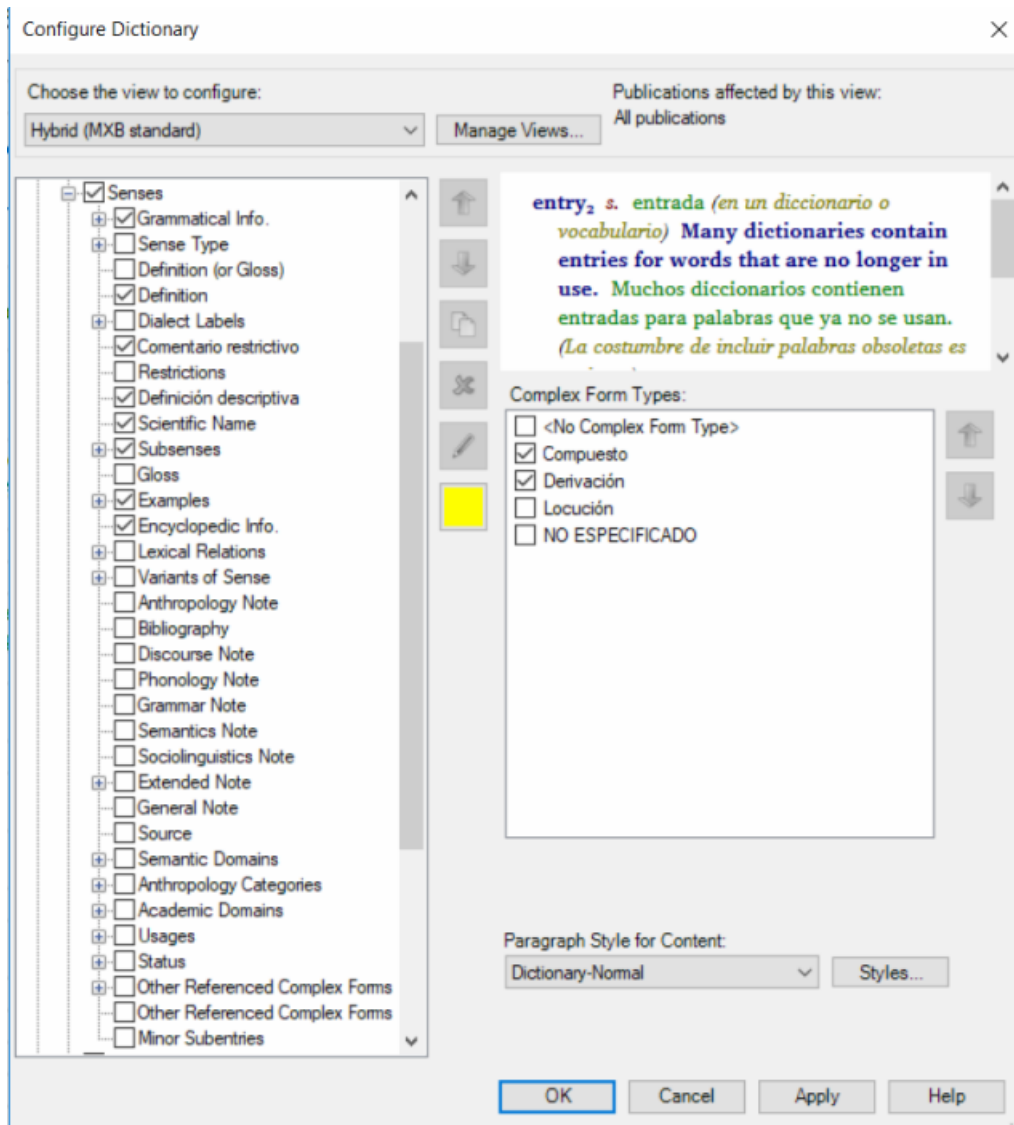 Configure Dictionary
Choose the view to configure:
Hybrid (MXB standard)
Manage Views...
Publications affected by this view:
All publications
Senses
Grammatical Info.
Sense Type
Definition (or Gloss)
Definition
Dialect Labels
Comentario restrictivo
Restrictions
Definición descriptiva
Scientific Name
Subsenses
Gloss
Examples
Encyclopedic Info.
Lexical Relations
Variants of Sense
Anthropology Note
Bibliography
Discourse Note
Phonology Note
Grammar Note
Semantics Note
Sociolinguistics Note
Extended Note
General Note
Source
Semantic Domains
Anthropology Categories
Academic Domains
Usages
Status
Other Referenced Complex Forms
Other Referenced Complex Forms
Minor Subentries
entry₂ s. entrada (en un diccionario o
vocabulario) Many dictionaries contain
entries for words that are no longer in
use. Muchos diccionarios contienen
entradas para palabras que ya no se usan.
(La costumbre de incluir palabras obsoletas es
Complex Form Types:
<No Complex Form Type>
Compuesto
Derivación
Locución
NO ESPECIFICADO
Paragraph Style for Content:
Dictionary-Normal
Styles...
OK
Cancel
Apply
Help